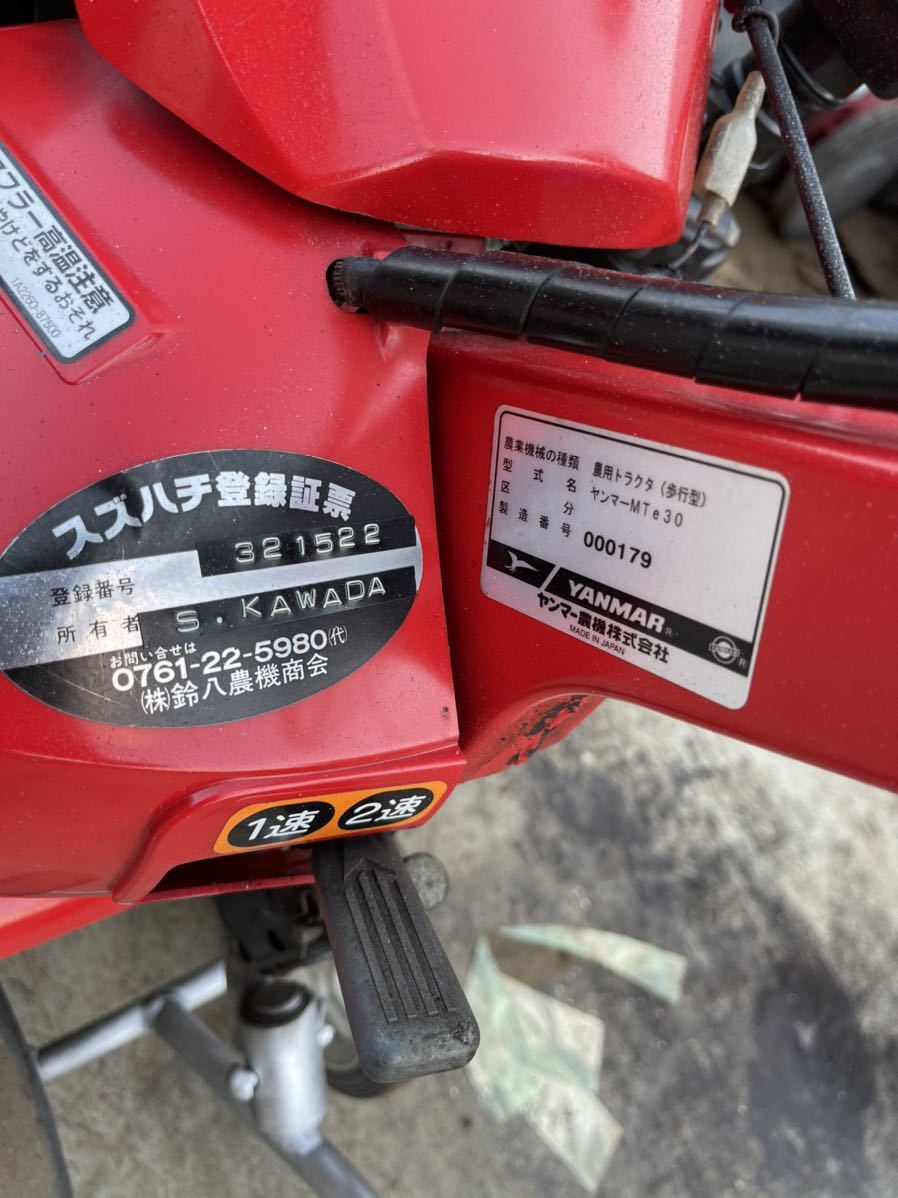 マフラー高温注意
やけどをするおそれ
1A2260-87500
スズハチ登録証票
登録番号 321522
所有者 S.KAWADA
お問い合せは
0761-22-5980(代)
(株)鈴八農機商会
農業機械の種類 農用トラクタ(歩行型)
型式名 ヤンマーMTe30
区分
製造番号 000179
YANMAR R
ヤンマー農機株式会社
MADE IN JAPAN
R
1速 2速